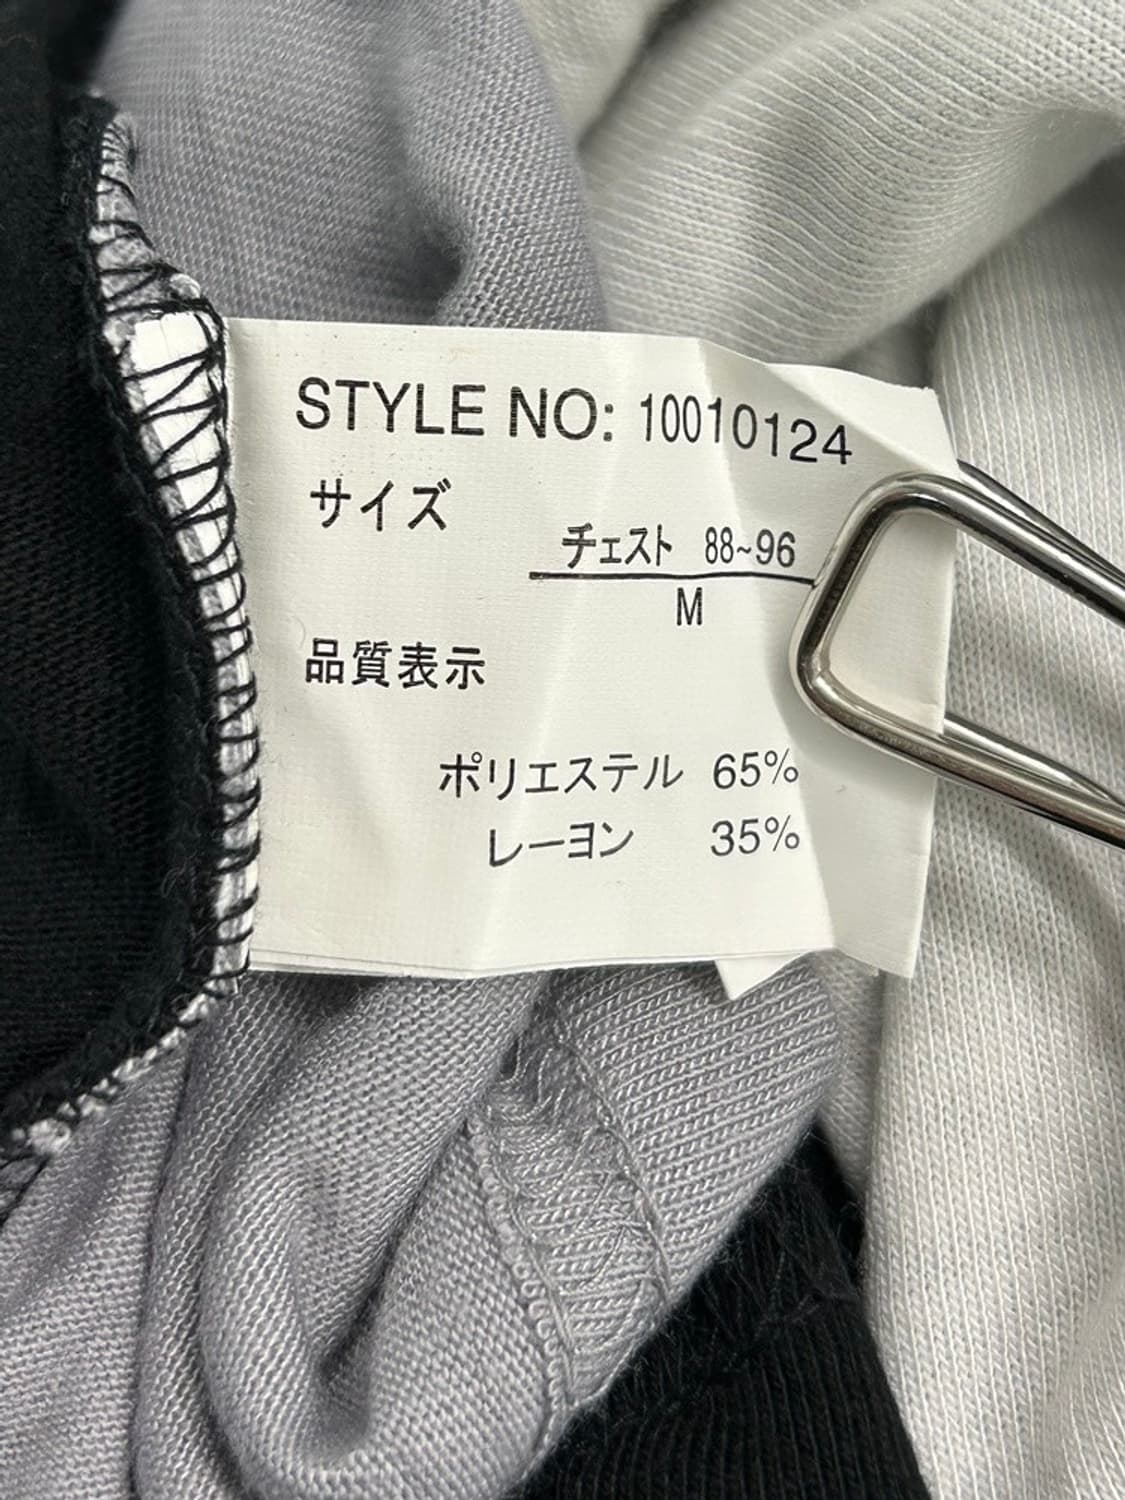 STYLE NO: 10010124
サイズ
チェスト 88~96
M
品質表示
ポリエステル 65%
レーヨン 35%